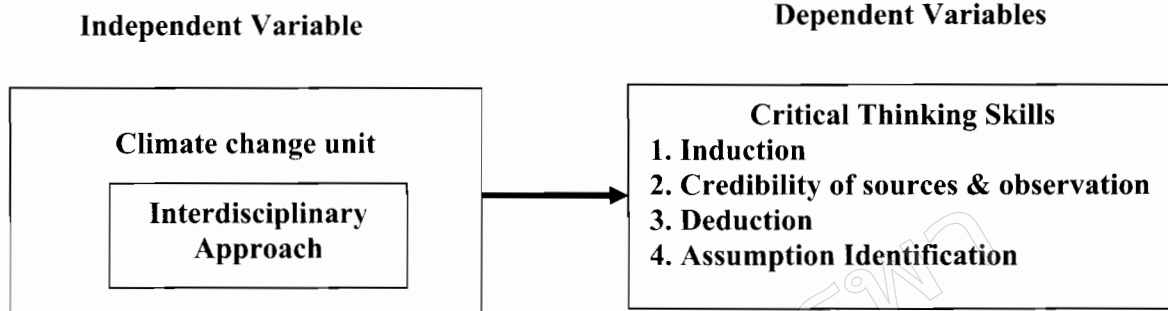 Independent Variable
Dependent Variables
Climate change unit
Interdisciplinary
Approach
Critical Thinking Skills
1. Induction
2. Credibility of sources & observation
3. Deduction
4. Assumption Identification